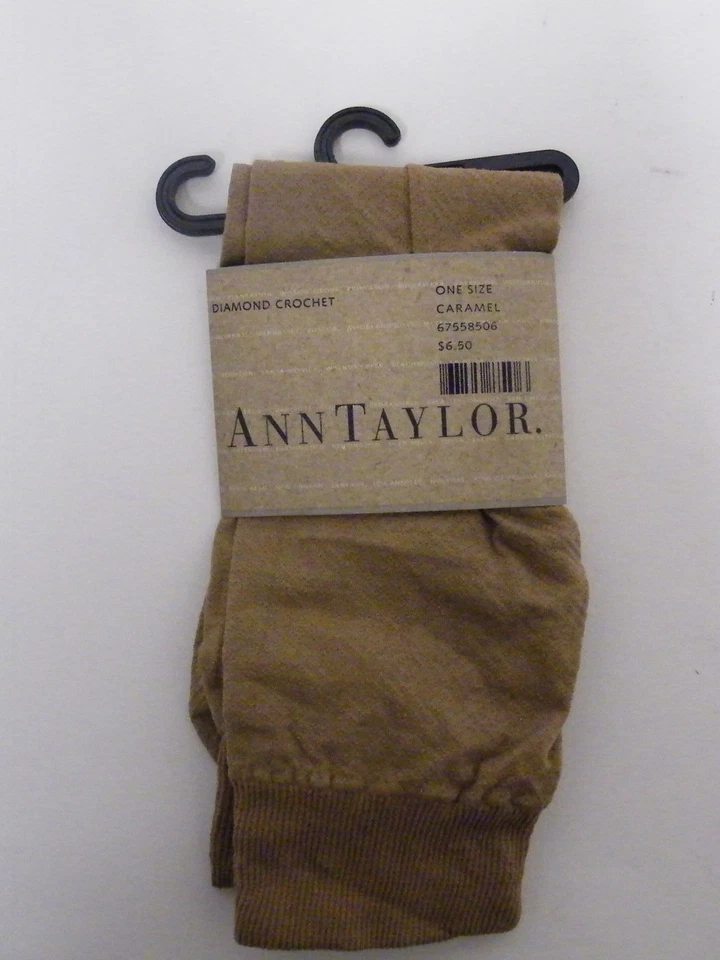 DIAMOND CROCHET
ONE SIZE
CARAMEL
67558506
$6.50
ANNTAYLOR.